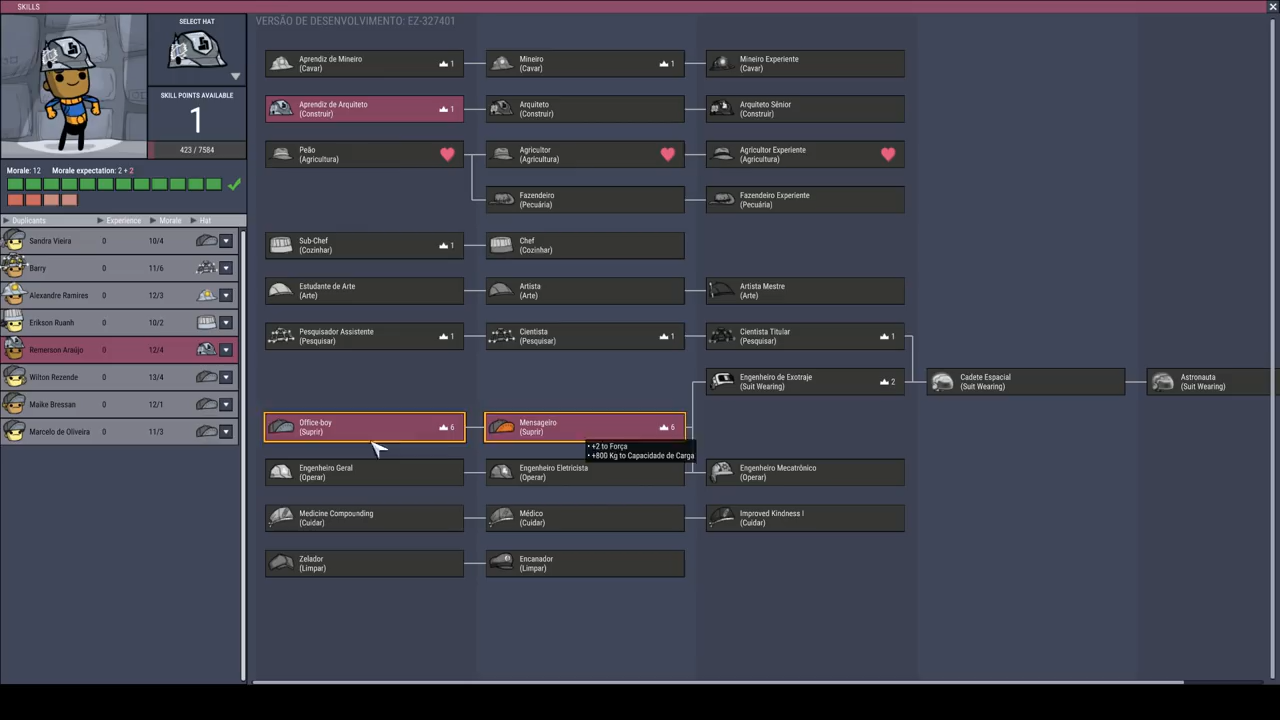 SKILLS
SELECT HAT
SKILL POINTS AVAILABLE
1
423 / 7584
Morale: 12 Morale expectation: 2 + 2
Duplicants Experience Morale Hat
Sandra Vieira 0 10/4
Barry 0 11/6
Alexandre Ramires 0 12/3
Erikson Ruanh 0 10/2
Remerson Araújo 0 12/4
Wilton Rezende 0 13/4
Maike Bressan 0 12/1
Marcelo de Oliveira 0 11/3
VERSÃO DE DESENVOLVIMENTO: EZ-327401
Aprendiz de Mineiro
(Cavar)
1
Mineiro
(Cavar)
1
Mineiro Experiente
(Cavar)
Aprendiz de Arquiteto
(Construir)
1
Arquiteto
(Construir)
Arquiteto Sênior
(Construir)
Peão
(Agricultura)
Agricultor
(Agricultura)
Agricultor Experiente
(Agricultura)
Fazendeiro
(Pecuária)
Fazendeiro Experiente
(Pecuária)
Sub-Chef
(Cozinhar)
1
Chef
(Cozinhar)
Estudante de Arte
(Arte)
Artista
(Arte)
Artista Mestre
(Arte)
Pesquisador Assistente
(Pesquisar)
1
Cientista
(Pesquisar)
1
Cientista Titular
(Pesquisar)
1
Engenheiro de Exotraje
(Suit Wearing)
2
Cadete Espacial
(Suit Wearing)
Astronauta
(Suit Wearing)
Office-boy
(Suprir)
6
Mensageiro
(Suprir)
6
• +2 to Força
• +800 Kg to Capacidade de Carga
Engenheiro Geral
(Operar)
Engenheiro Eletricista
(Operar)
Engenheiro Mecatrônico
(Operar)
Medicine Compounding
(Cuidar)
Médico
(Cuidar)
Improved Kindness I
(Cuidar)
Zelador
(Limpar)
Encanador
(Limpar)